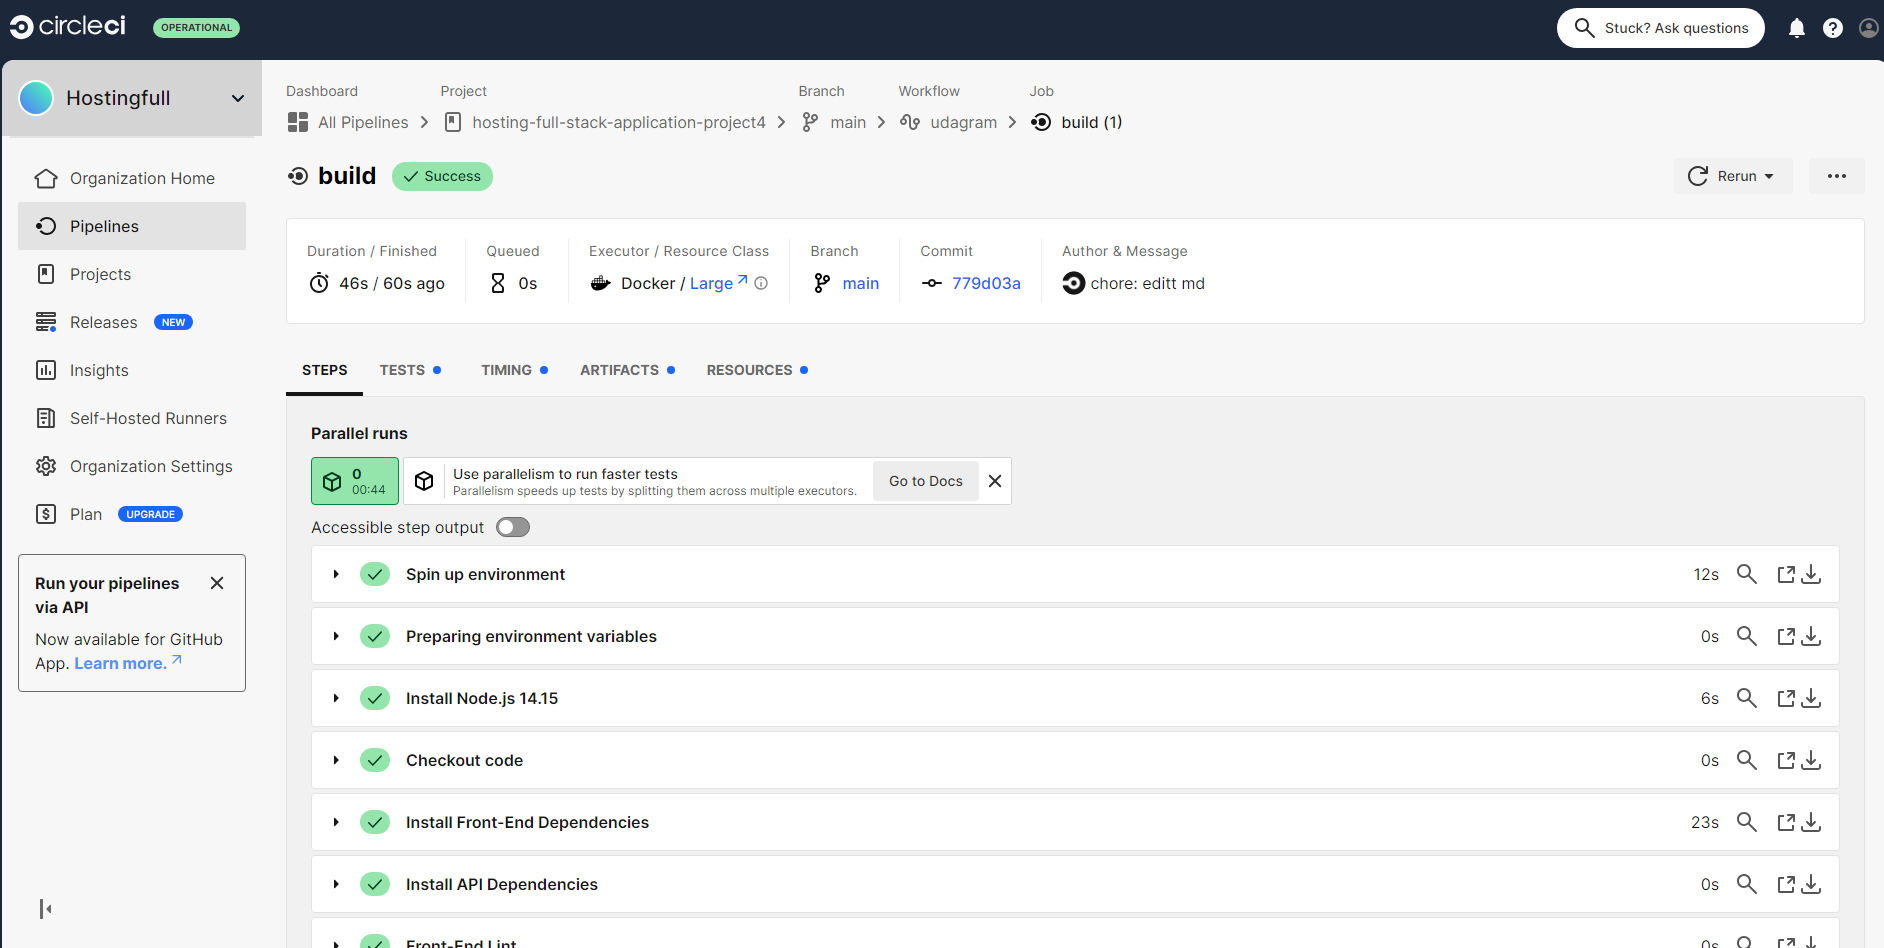 circleci
OPERATIONAL
Stuck? Ask questions
Hostingfull
Organization Home
Pipelines
Projects
Releases NEW
Insights
Self-Hosted Runners
Organization Settings
Plan UPGRADE
Run your pipelines
via API
Now available for GitHub
App. Learn more.
Dashboard Project Branch Workflow Job
All Pipelines hosting-full-stack-application-project4 main udagram build (1)
build Success
Rerun
Duration / Finished Queued Executor / Resource Class Branch Commit Author & Message
46s / 60s ago 0s Docker / Large main 779d03a chore: editt md
STEPS TESTS TIMING ARTIFACTS RESOURCES
Parallel runs
0
00:44
Use parallelism to run faster tests
Parallelism speeds up tests by splitting them across multiple executors.
Go to Docs
Accessible step output
Spin up environment 12s
Preparing environment variables 0s
Install Node.js 14.15 6s
Checkout code 0s
Install Front-End Dependencies 23s
Install API Dependencies 0s
Front-End Lint 0s